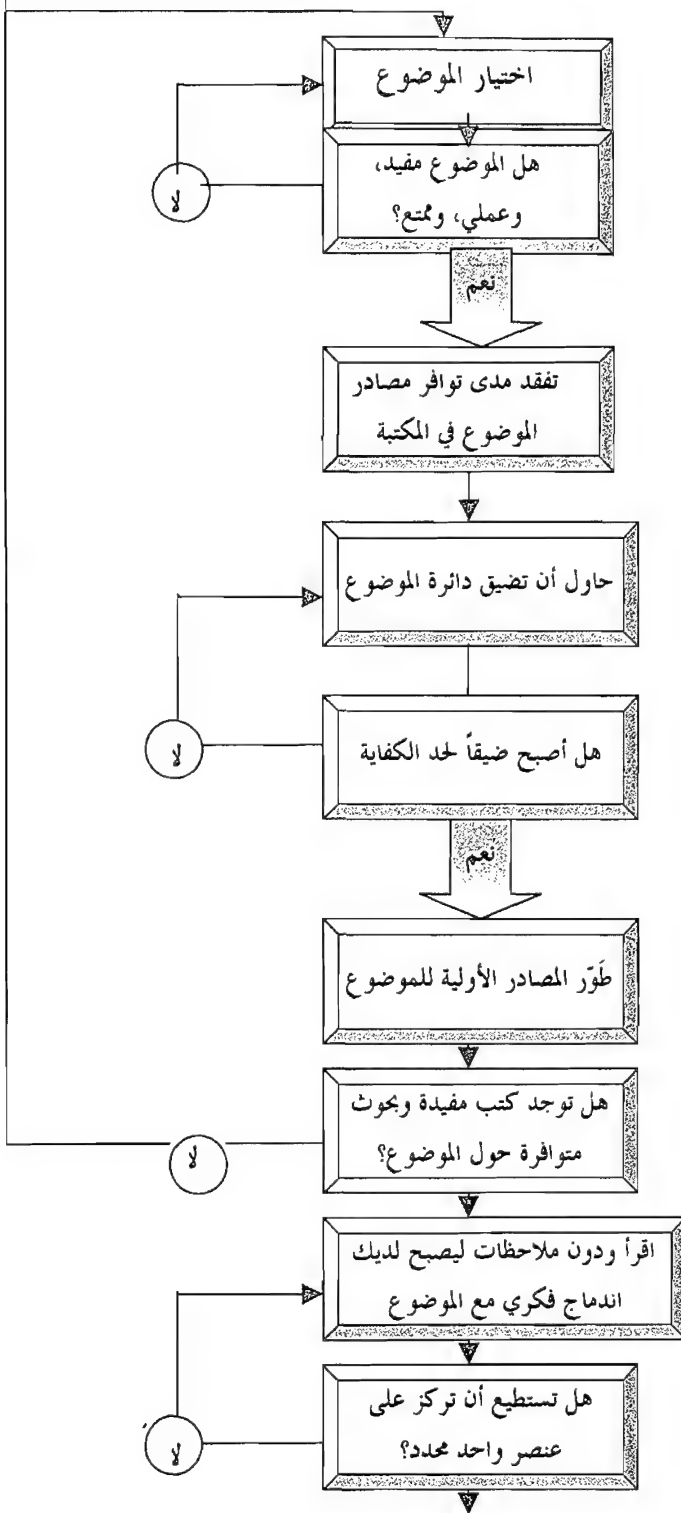 اختيار الموضوع
هل الموضوع مفيد،
وعملي، وممتع؟
لا
نعم
تفقد مدى توافر مصادر
الموضوع في المكتبة
حاول أن تضيق دائرة الموضوع
هل أصبح ضيقاً لحد الكفاية
لا
نعم
طَوّر المصادر الأولية للموضوع
هل توجد كتب مفيدة وبحوث
متوافرة حول الموضوع؟
لا
اقرأ ودون ملاحظات ليصبح لديك
اندماج فكري مع الموضوع
هل تستطيع أن تركز على
عنصر واحد محدد؟
لا